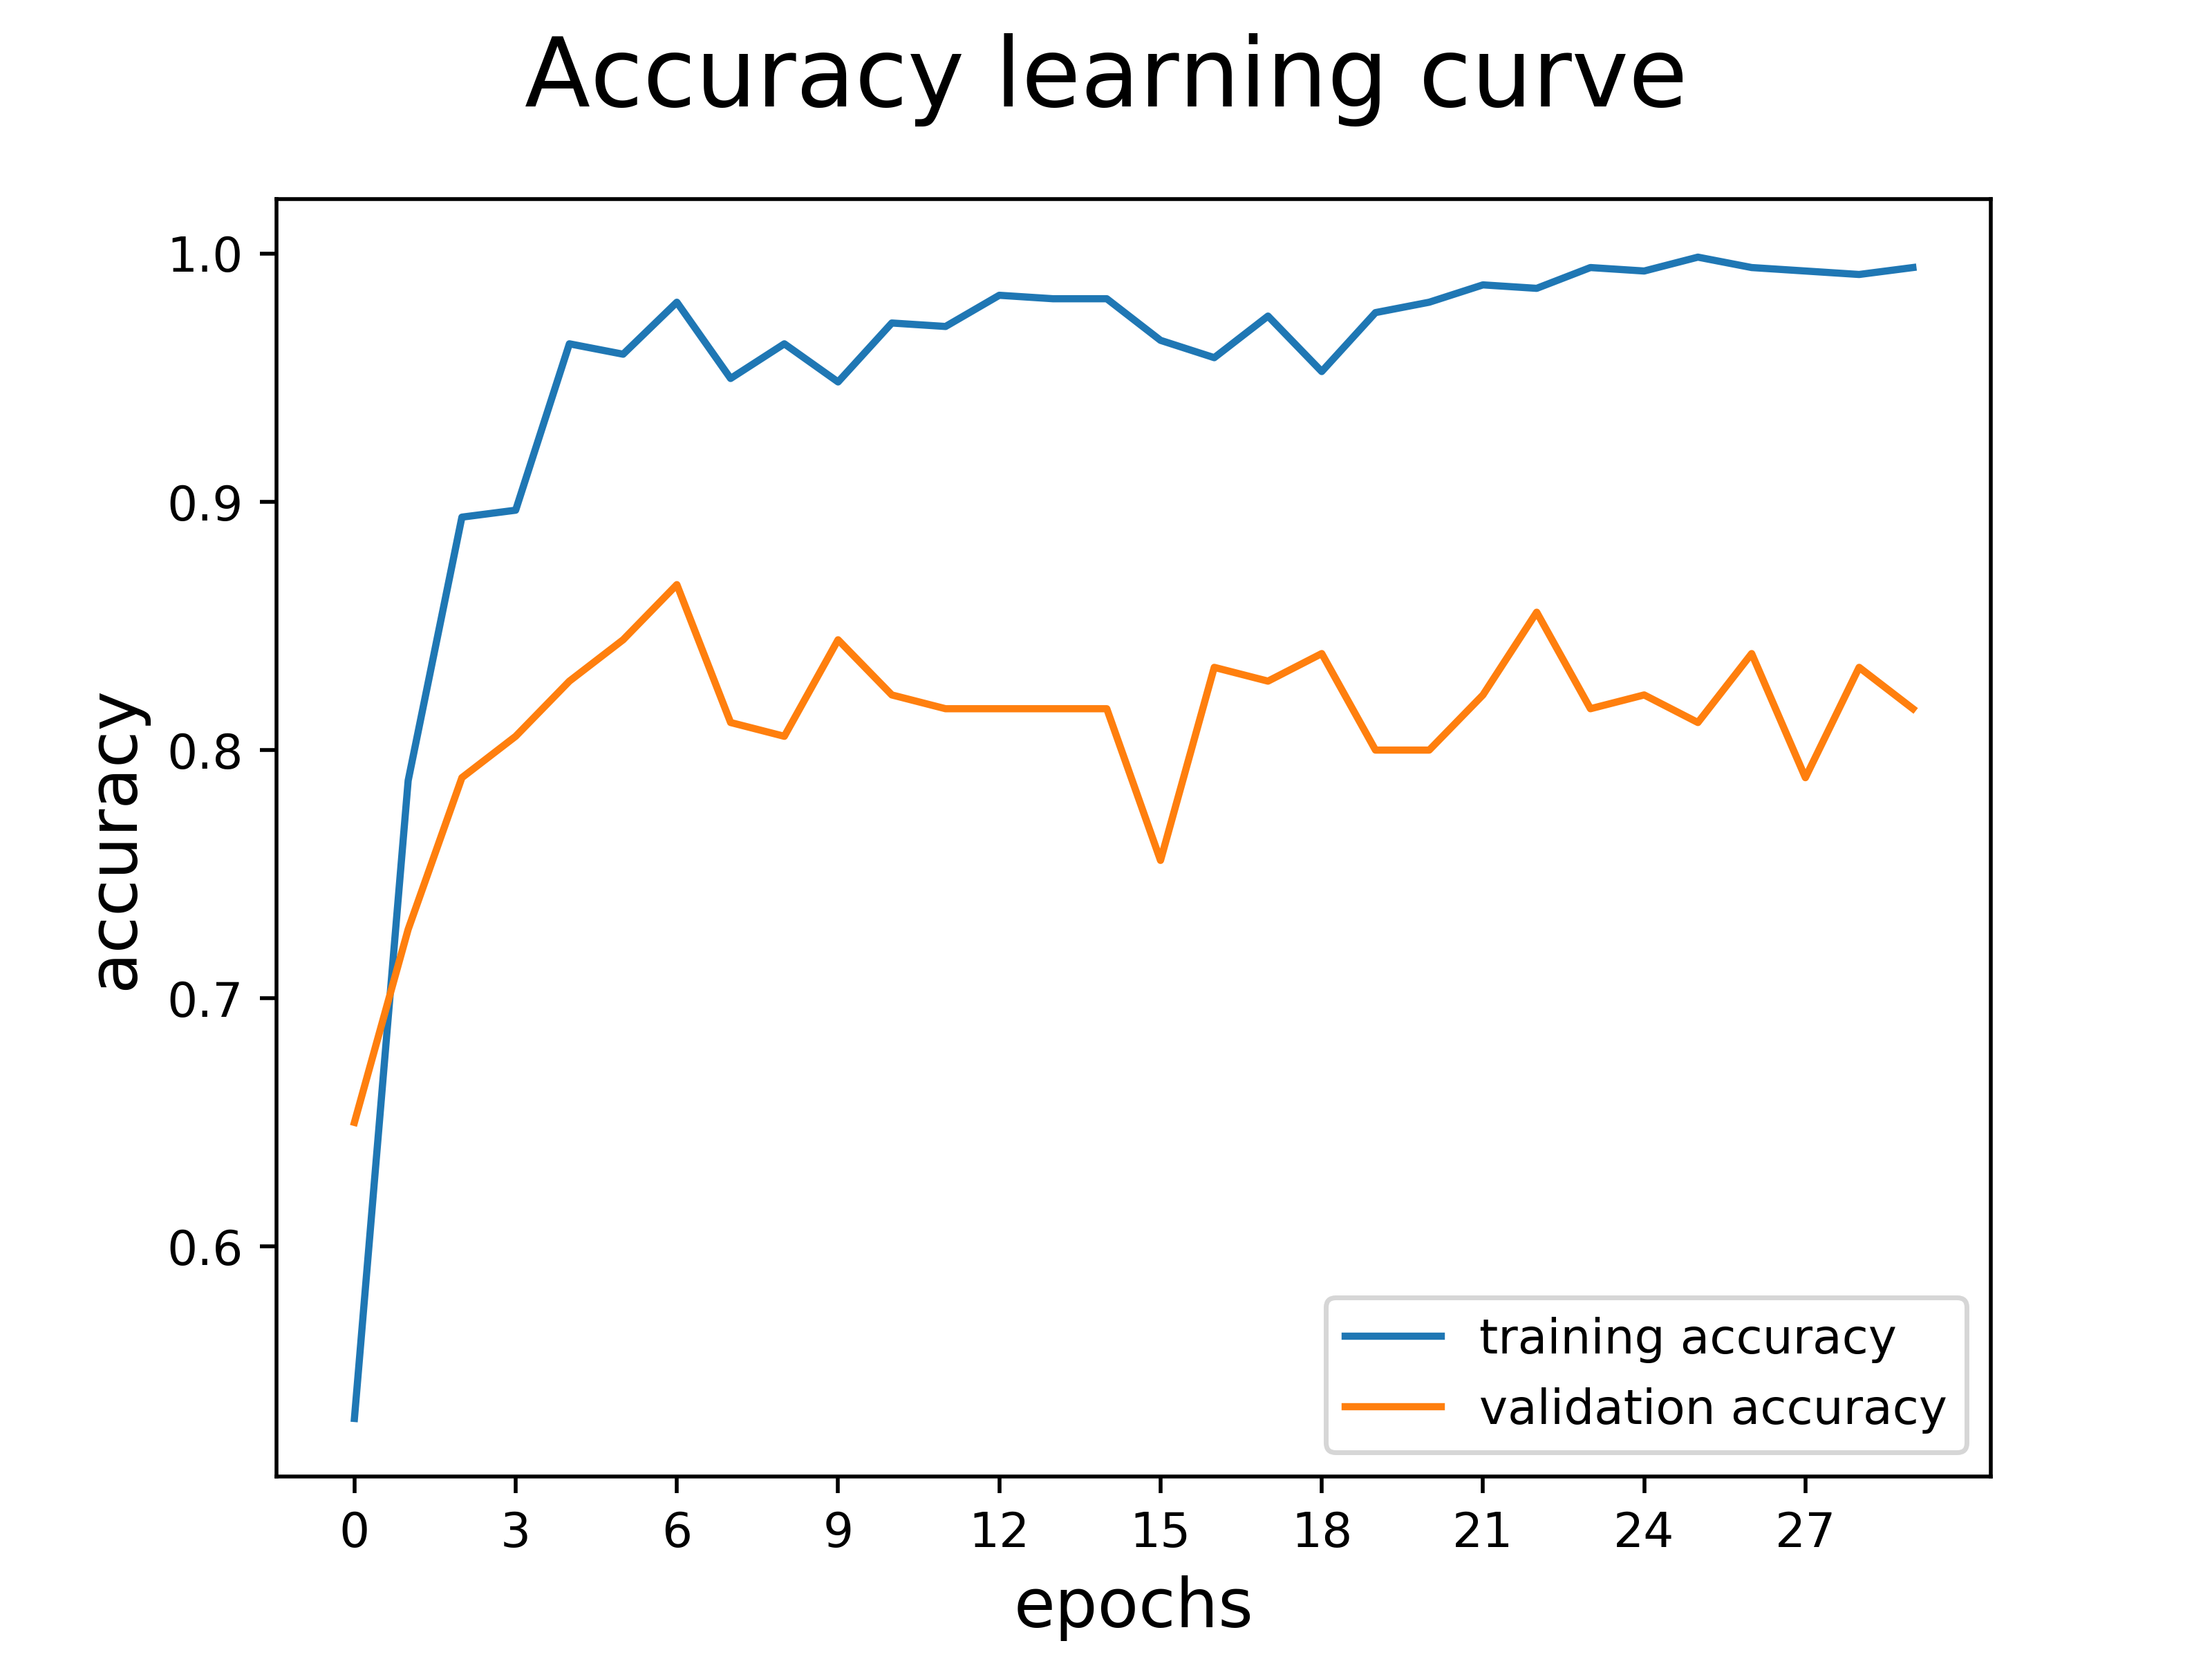 Accuracy learning curve
1.0
0.9
0.8
0.7
0.6
accuracy
training accuracy
validation accuracy
0 3 6 9 12 15 18 21 24 27
epochs